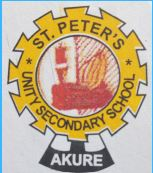 ST. PETER'S
UNITY SECONDARY SCHOOL
AKURE